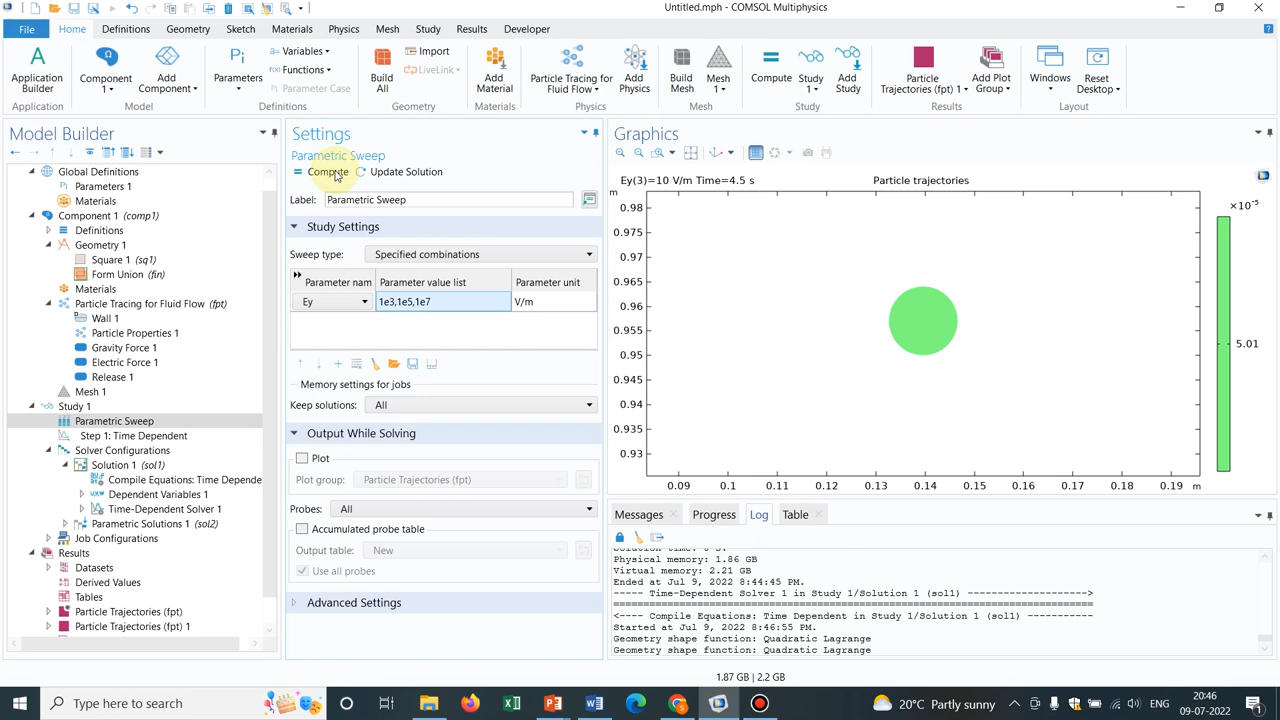 Untitled.mph - COMSOL Multiphysics
File Home Definitions Geometry Sketch Materials Physics Mesh Study Results Developer
Application Builder
Component 1
Add Component
Parameters
a= Variables
f(x) Functions
Pi Parameter Case
Build All
Import
LiveLink
Add Material
Particle Tracing for Fluid Flow
Add Physics
Build Mesh
Mesh 1
Compute
Study 1
Add Study
Particle Trajectories (fpt) 1
Add Plot Group
Windows
Reset Desktop
Application Model Definitions Geometry Materials Physics Mesh Study Results Layout
Model Builder
Global Definitions
Parameters 1
Materials
Component 1 (comp1)
Definitions
Geometry 1
Square 1 (sq1)
Form Union (fin)
Materials
Particle Tracing for Fluid Flow (fpt)
Wall 1
Particle Properties 1
Gravity Force 1
Electric Force 1
Release 1
Mesh 1
Study 1
Parametric Sweep
Step 1: Time Dependent
Solver Configurations
Solution 1 (sol1)
Compile Equations: Time Depende
Dependent Variables 1
Time-Dependent Solver 1
Parametric Solutions 1 (sol2)
Job Configurations
Results
Datasets
Derived Values
Tables
Particle Trajectories (fpt)
Particle Trajectories (fpt) 1
Settings
Parametric Sweep
= Compute Update Solution
Label: Parametric Sweep
Study Settings
Sweep type: Specified combinations
Parameter nam Parameter value list Parameter unit
Ey 1e3,1e5,1e7 V/m
Memory settings for jobs
Keep solutions: All
Output While Solving
Plot
Plot group: Particle Trajectories (fpt)
Probes: All
Accumulated probe table
Output table: New
Use all probes
Advanced Settings
Graphics
Ey(3)=10 V/m Time=4.5 s Particle trajectories
m
×10⁻⁵
0.98
0.975
0.97
0.965
0.96
0.955
0.95
0.945
0.94
0.935
0.93
5.01
0.09 0.1 0.11 0.12 0.13 0.14 0.15 0.16 0.17 0.18 0.19 m
Messages Progress Log Table
Physical memory: 1.86 GB
Virtual memory: 2.21 GB
Ended at Jul 9, 2022 8:44:45 PM.
----- Time-Dependent Solver 1 in Study 1/Solution 1 (sol1) -------------------->
<---- Compile Equations: Time Dependent in Study 1/Solution 1 (sol1) -----------
Started at Jul 9, 2022 8:46:55 PM.
Geometry shape function: Quadratic Lagrange
Geometry shape function: Quadratic Lagrange
1.87 GB | 2.2 GB
Type here to search
20°C Partly sunny
ENG
20:46
09-07-2022